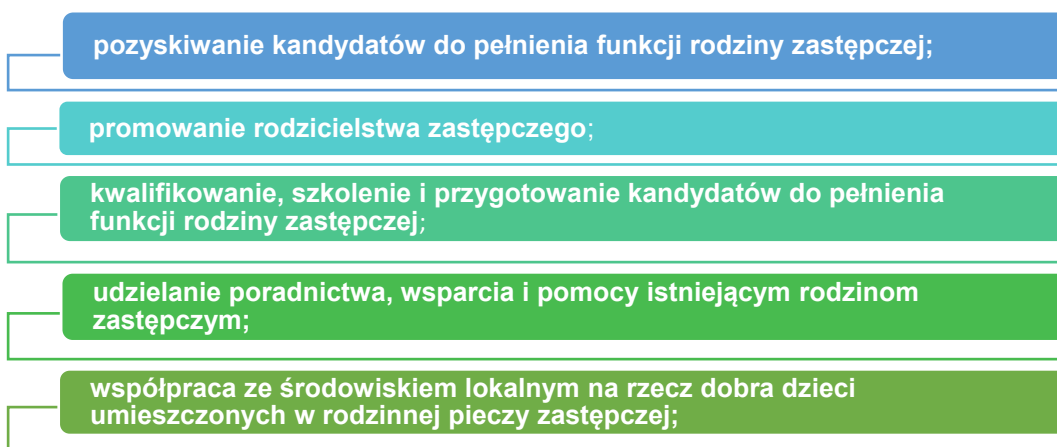 pozyskiwanie kandydatów do pełnienia funkcji rodziny zastępczej;
promowanie rodzicielstwa zastępczego;
kwalifikowanie, szkolenie i przygotowanie kandydatów do pełnienia
funkcji rodziny zastępczej;
udzielanie poradnictwa, wsparcia i pomocy istniejącym rodzinom
zastępczym;
współpraca ze środowiskiem lokalnym na rzecz dobra dzieci
umieszczonych w rodzinnej pieczy zastępczej;